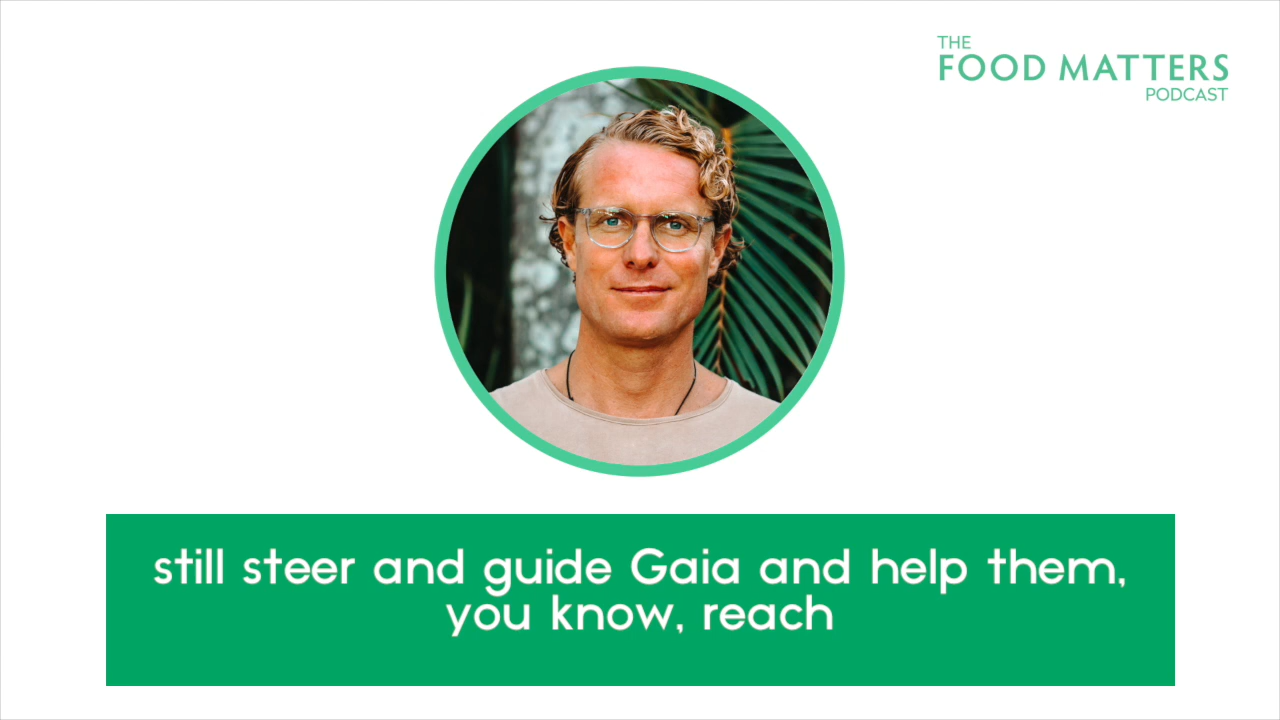 THE
FOOD MATTERS
PODCAST
still steer and guide Gaia and help them,
you know, reach